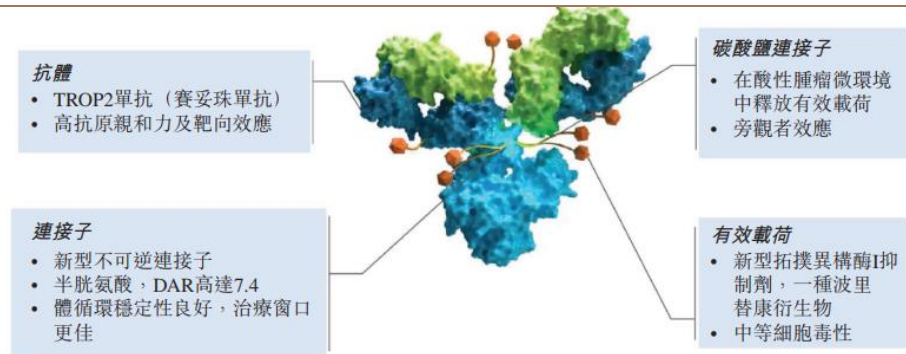 抗體
• TROP2單抗（賽妥珠單抗）
• 高抗原親和力及靶向效應
碳酸鹽連接子
• 在酸性腫瘤微環境
中釋放有效載荷
• 旁觀者效應
連接子
• 新型不可逆連接子
• 半胱氨酸，DAR高達7.4
• 體循環穩定性良好，治療窗口
更佳
有效載荷
• 新型拓撲異構酶I抑
制劑，一種波里
替康衍生物
• 中等細胞毒性